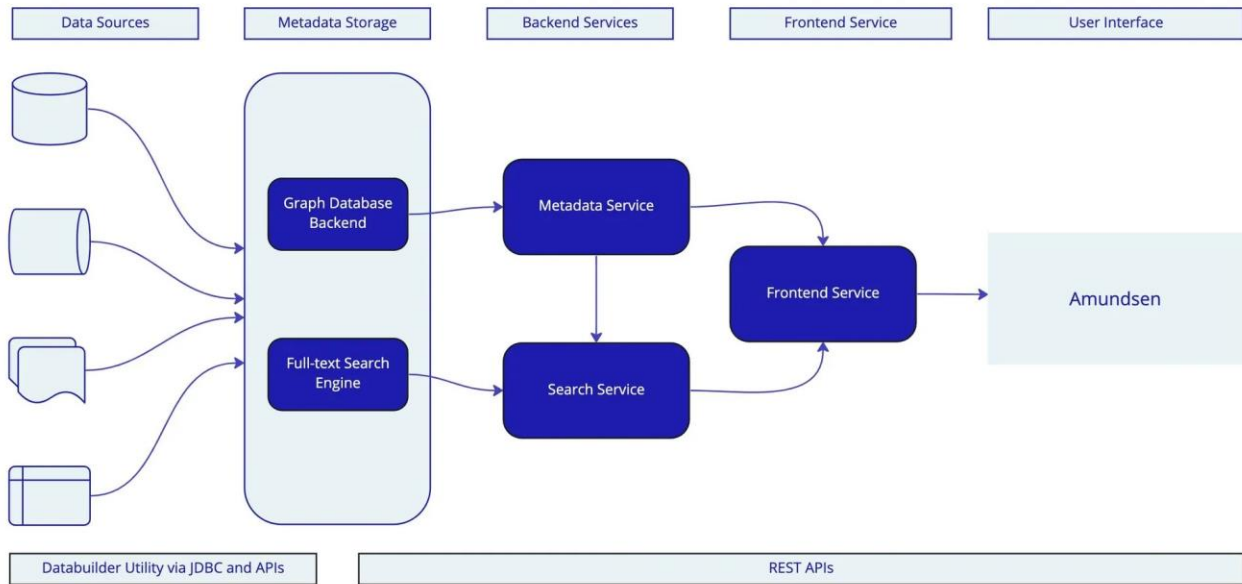 Data Sources
Metadata Storage
Backend Services
Frontend Service
User Interface
Graph Database
Backend
Metadata Service
Frontend Service
Amundsen
Full-text Search
Engine
Search Service
Databuilder Utility via JDBC and APIs
REST APIs